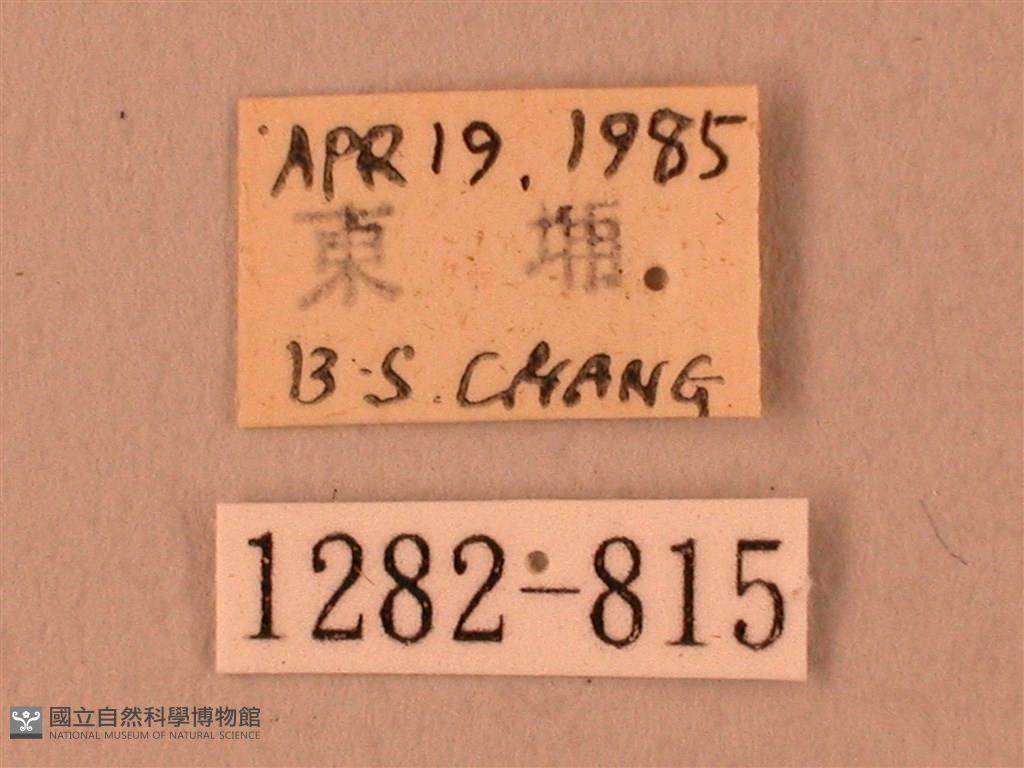 APR 19. 1985
東 埔
B.S. CHANG
1282-815
國立自然科學博物館
NATIONAL MUSEUM OF NATURAL SCIENCE